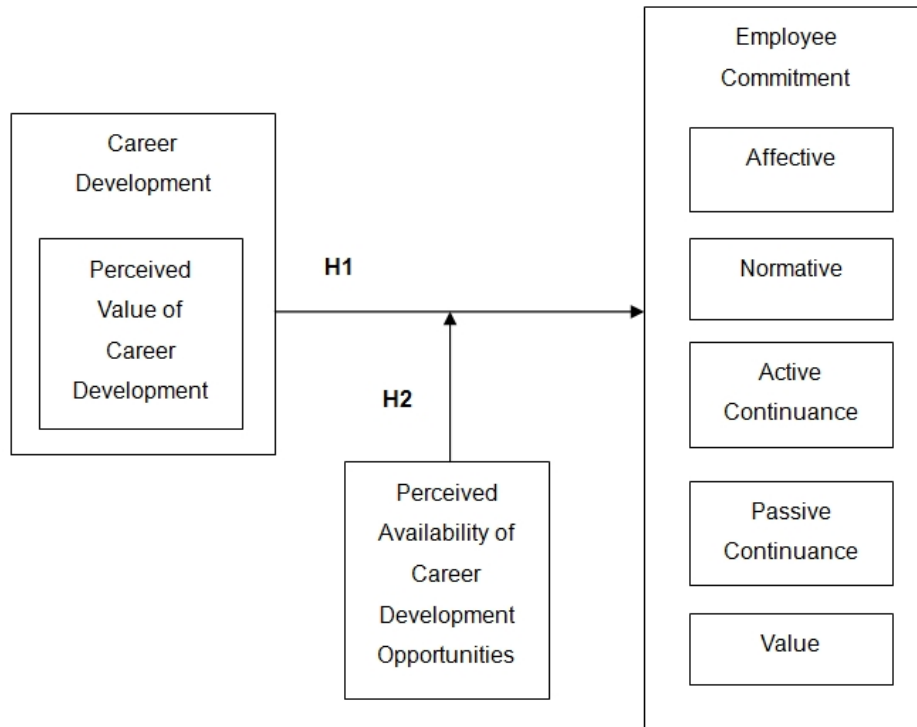 Career
Development
Perceived
Value of
Career
Development
H1
H2
Perceived
Availability of
Career
Development
Opportunities
Employee
Commitment
Affective
Normative
Active
Continuance
Passive
Continuance
Value